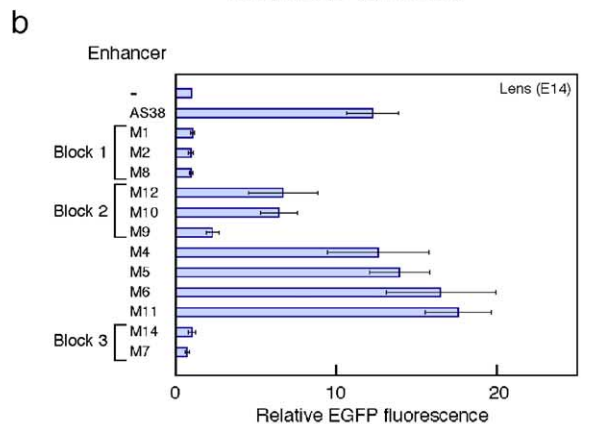 b
Enhancer
Lens (E14)
-
AS38
M1
Block 1
M2
M8
M12
Block 2
M10
M9
M4
M5
M6
M11
M14
Block 3
M7
0 10 20
Relative EGFP fluorescence